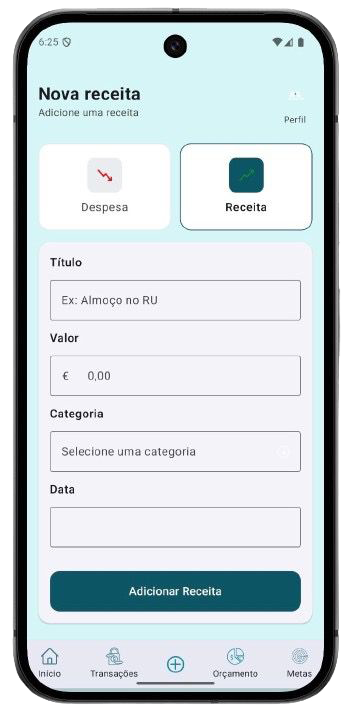 6:25
Nova receita
Adicione uma receita
Perfil
Despesa
Receita
Título
Ex: Almoço no RU
Valor
€ 0,00
Categoria
Selecione uma categoria
Data
Adicionar Receita
Início
Transações
Orçamento
Metas